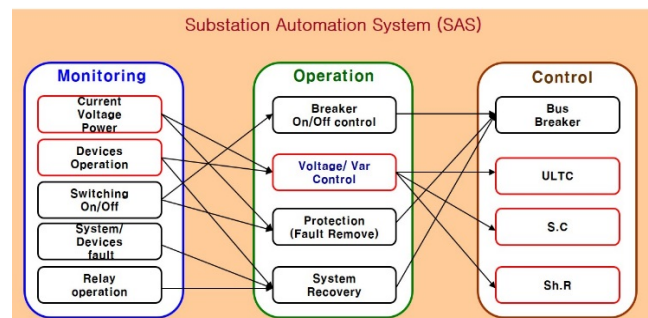 Substation Automation System (SAS)
Monitoring
Current
Voltage
Power
Devices
Operation
Switching
On/Off
System/
Devices
fault
Relay
operation
Operation
Breaker
On/Off control
Voltage/ Var
Control
Protection
(Fault Remove)
System
Recovery
Control
Bus
Breaker
ULTC
S.C
Sh.R